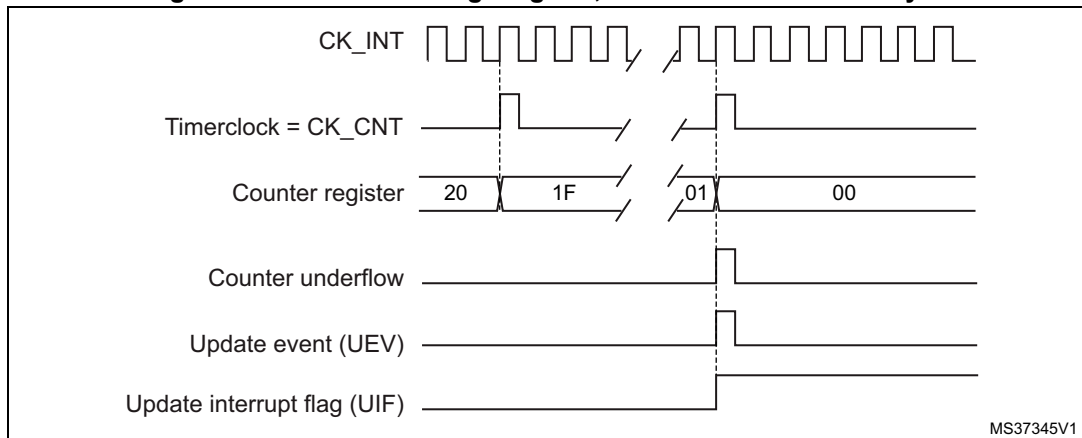 CK_INT
Timerclock = CK_CNT
Counter register 20 1F 01 00
Counter underflow
Update event (UEV)
Update interrupt flag (UIF)
MS37345V1